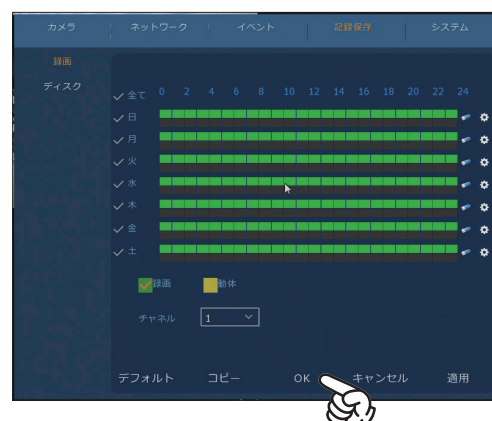 カメラ ネットワーク イベント 記録保存 システム
録画
ディスク
全て 0 2 4 6 8 10 12 14 16 18 20 22 24
日
月
火
水
木
金
土
録画 動体
チャネル 1
デフォルト コピー OK キャンセル 適用